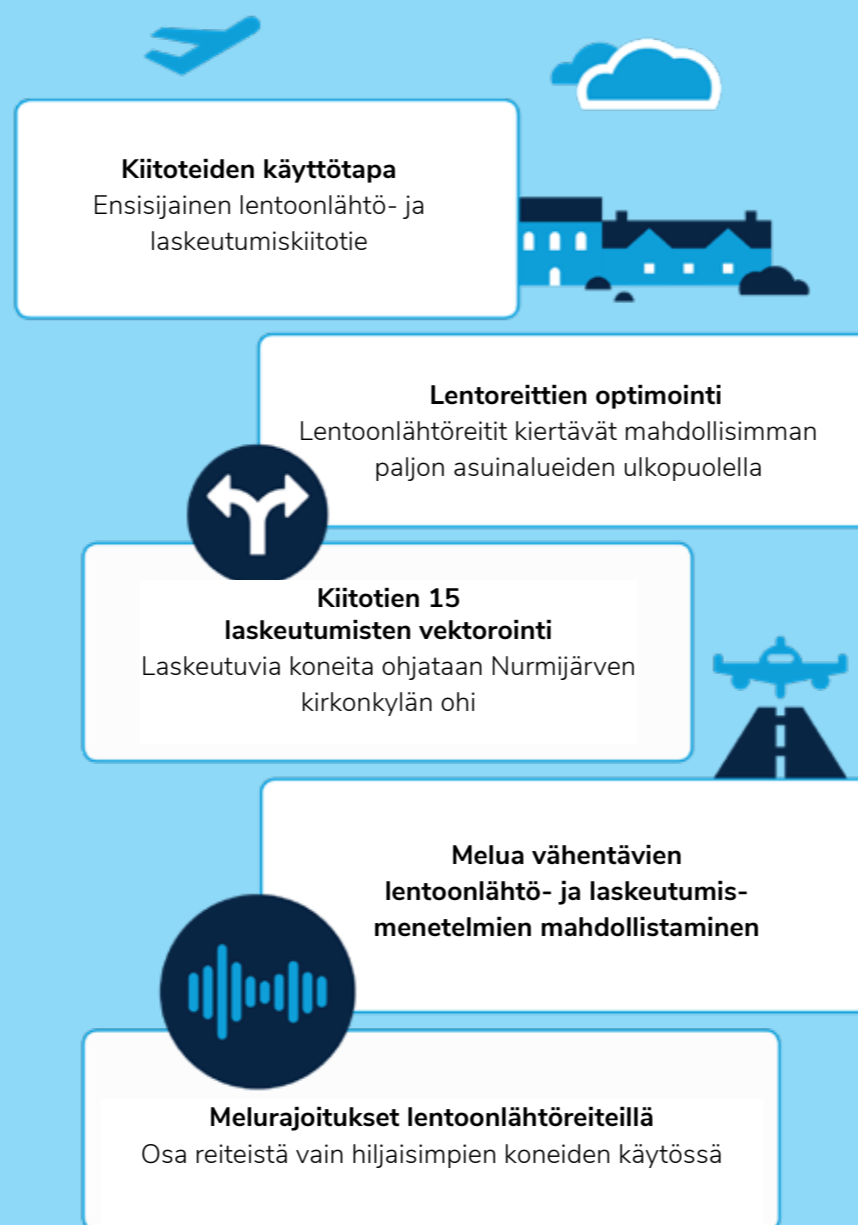 Kiitoteiden käyttötapa
Ensisijainen lentoonlähtö- ja
laskeutumiskiitotie
Lentoreittien optimointi
Lentoonlähtöreitit kiertävät mahdollisimman
paljon asuinalueiden ulkopuolella
Kiitotien 15
laskeutumisten vektorointi
Laskeutuvia koneita ohjataan Nurmijärven
kirkonkylän ohi
Melua vähentävien
lentoonlähtö- ja laskeutumis-
menetelmien mahdollistaminen
Melurajoitukset lentoonlähtöreiteillä
Osa reiteistä vain hiljaisimpien koneiden käytössä